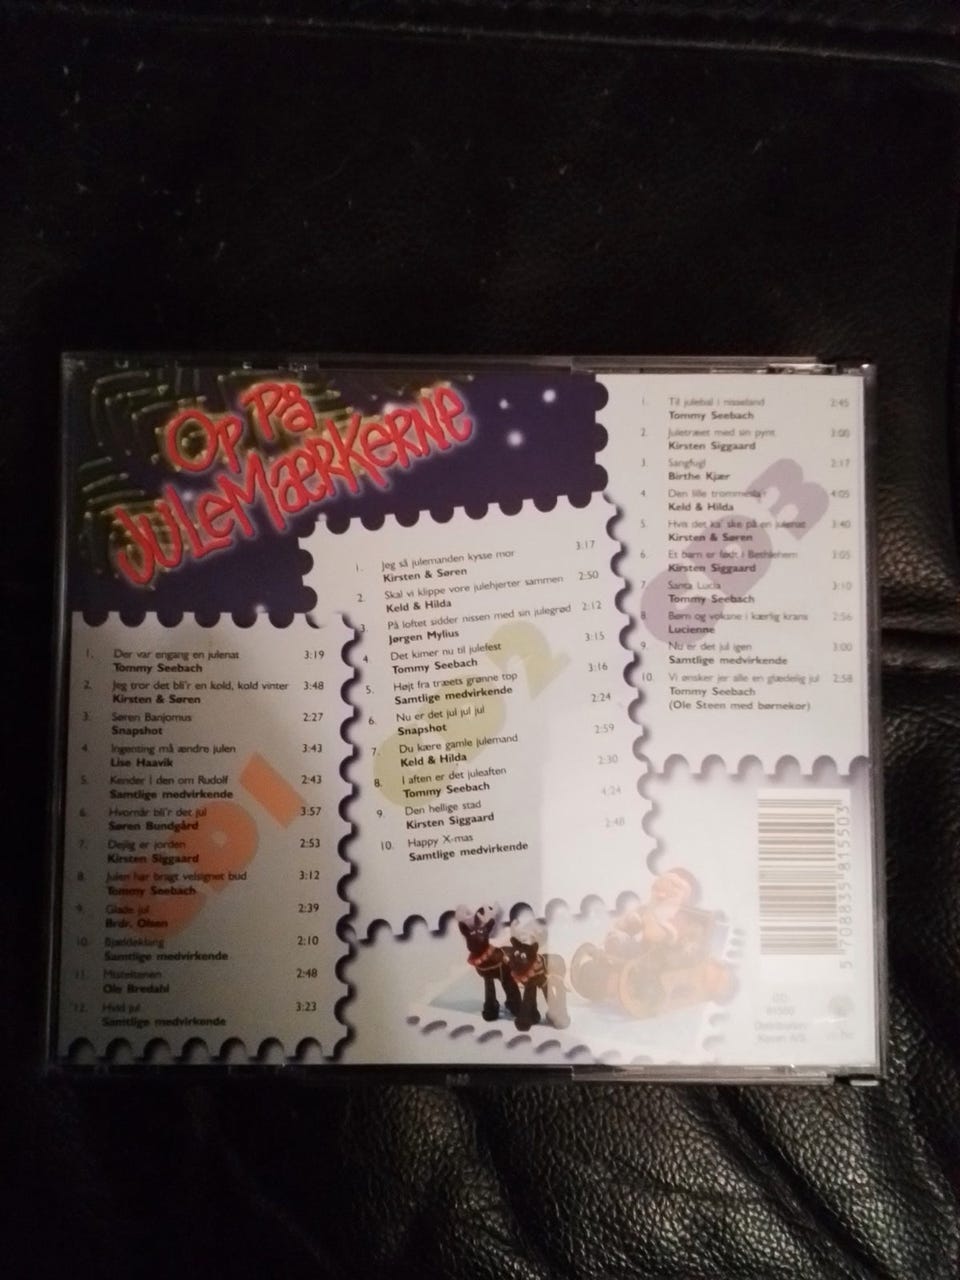 Op På
JuleMærkerne
CD1
1. Der var engang en julenat 3:19
Tommy Seebach
2. Jeg tror det bli'r en kold, kold vinter 3:48
Kirsten & Søren
3. Søren Banjomus 2:27
Snapshot
4. Ingenting må ændre julen 3:43
Lise Haavik
5. Kender I den om Rudolf 2:43
Samtlige medvirkende
6. Hvornår bli'r det jul 3:57
Søren Bundgård
7. Dejlig er jorden 2:53
Kirsten Siggaard
8. Julen har bragt velsignet bud 3:12
Tommy Seebach
9. Glade jul 2:39
Brdr. Olsen
10. Bjældeklang 2:10
Samtlige medvirkende
11. Misteltenen 2:48
Ole Bredahl
12. Hvid jul 3:23
Samtlige medvirkende
CD2
1. Jeg så julemanden kysse mor 3:17
Kirsten & Søren
2. Skal vi klippe vore julehjerter sammen 2:50
Keld & Hilda
3. På loftet sidder nissen med sin julegrød 2:12
Jørgen Mylius
4. Det kimer nu til julefest 3:15
Tommy Seebach
5. Højt fra træets grønne top 3:16
Samtlige medvirkende
6. Nu er det jul jul jul 2:24
Snapshot
7. Du kære gamle julemand 2:59
Keld & Hilda
8. I aften er det juleaften 2:30
Tommy Seebach
9. Den hellige stad 4:24
Kirsten Siggaard
10. Happy X-mas 2:48
Samtlige medvirkende
CD3
1. Til julebal i nisseland 2:45
Tommy Seebach
2. Juletræet med sin pynt 3:00
Kirsten Siggaard
3. Sangfugl 2:17
Birthe Kjær
4. Den lille trommeslår 4:05
Keld & Hilda
5. Hvis det ka' ske på en julenat 3:40
Kirsten & Søren
6. Et barn er født i Bethlehem 3:05
Kirsten Siggaard
7. Santa Lucia 3:10
Tommy Seebach
8. Børn og voksne i kærlig krans 2:56
Lucienne
9. Nu er det jul igen 3:00
Samtlige medvirkende
10. Vi ønsker jer alle en glædelig jul 2:58
Tommy Seebach
(Ole Steen med børnekor)
5 708835 815503
CD